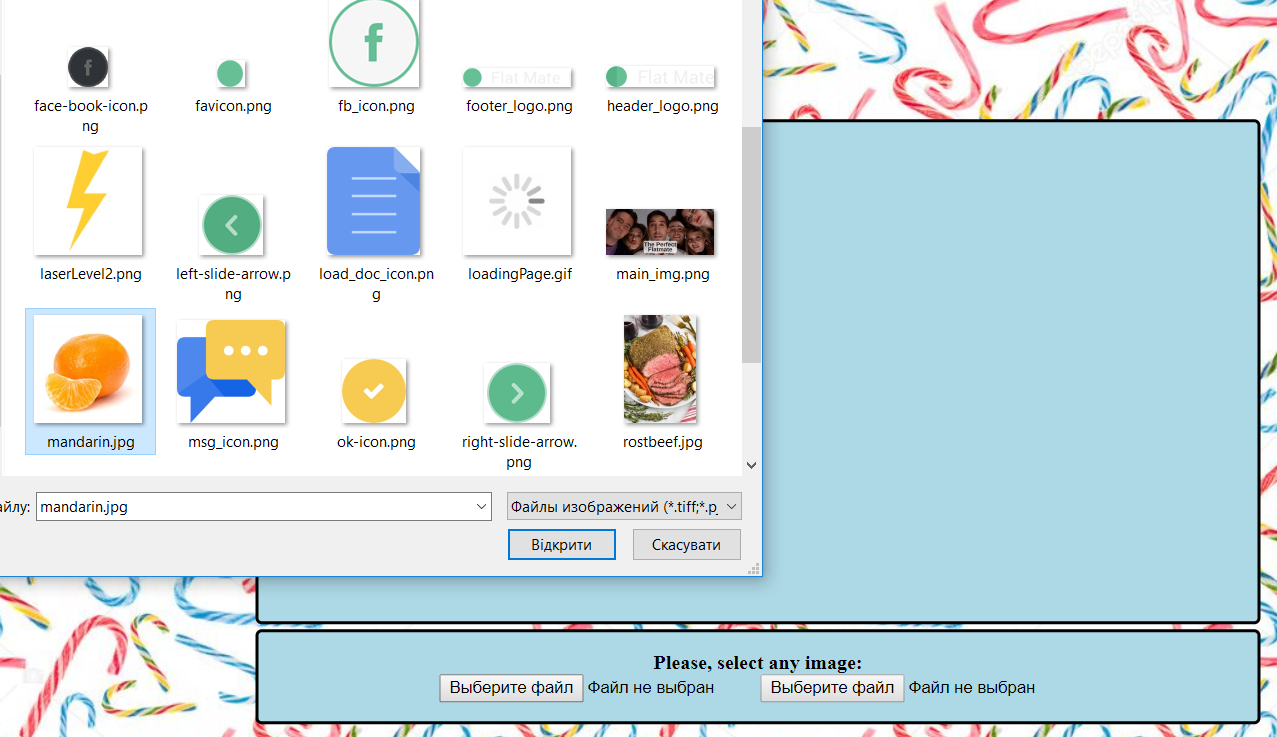 face-book-icon.p
ng
favicon.png
fb_icon.png
Flat Mate
footer_logo.png
Flat Mate
header_logo.png
laserLevel2.png
left-slide-arrow.p
ng
load_doc_icon.pn
g
loadingPage.gif
The Perfect
Flatmate
main_img.png
mandarin.jpg
msg_icon.png
ok-icon.png
right-slide-arrow.
png
rostbeef.jpg
айлу:
mandarin.jpg
Файлы изображений (*.tiff;*.p
Відкрити
Скасувати
Please, select any image:
Выберите файл Файл не выбран
Выберите файл Файл не выбран